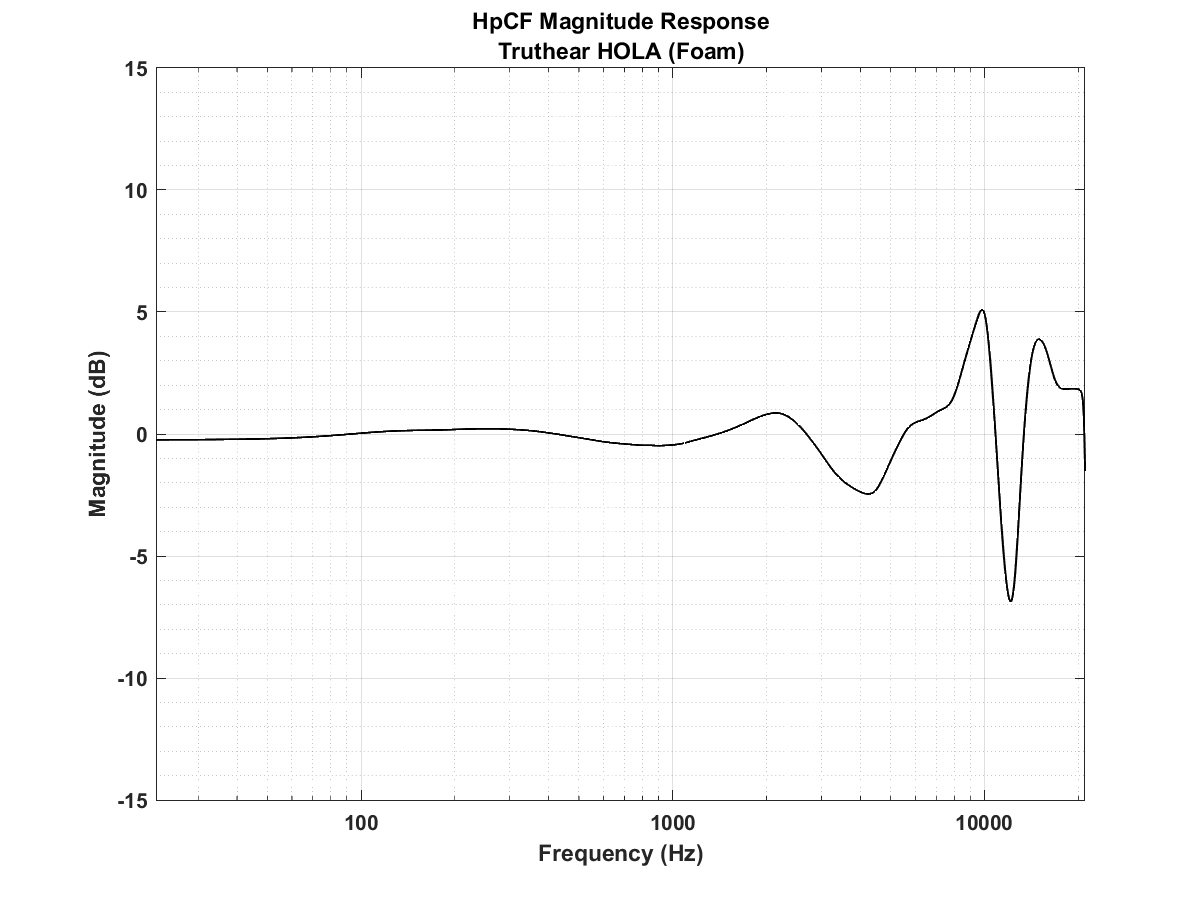 HpCF Magnitude Response
Truthear HOLA (Foam)
15
10
5
0
-5
-10
-15
Magnitude (dB)
100
1000
10000
Frequency (Hz)